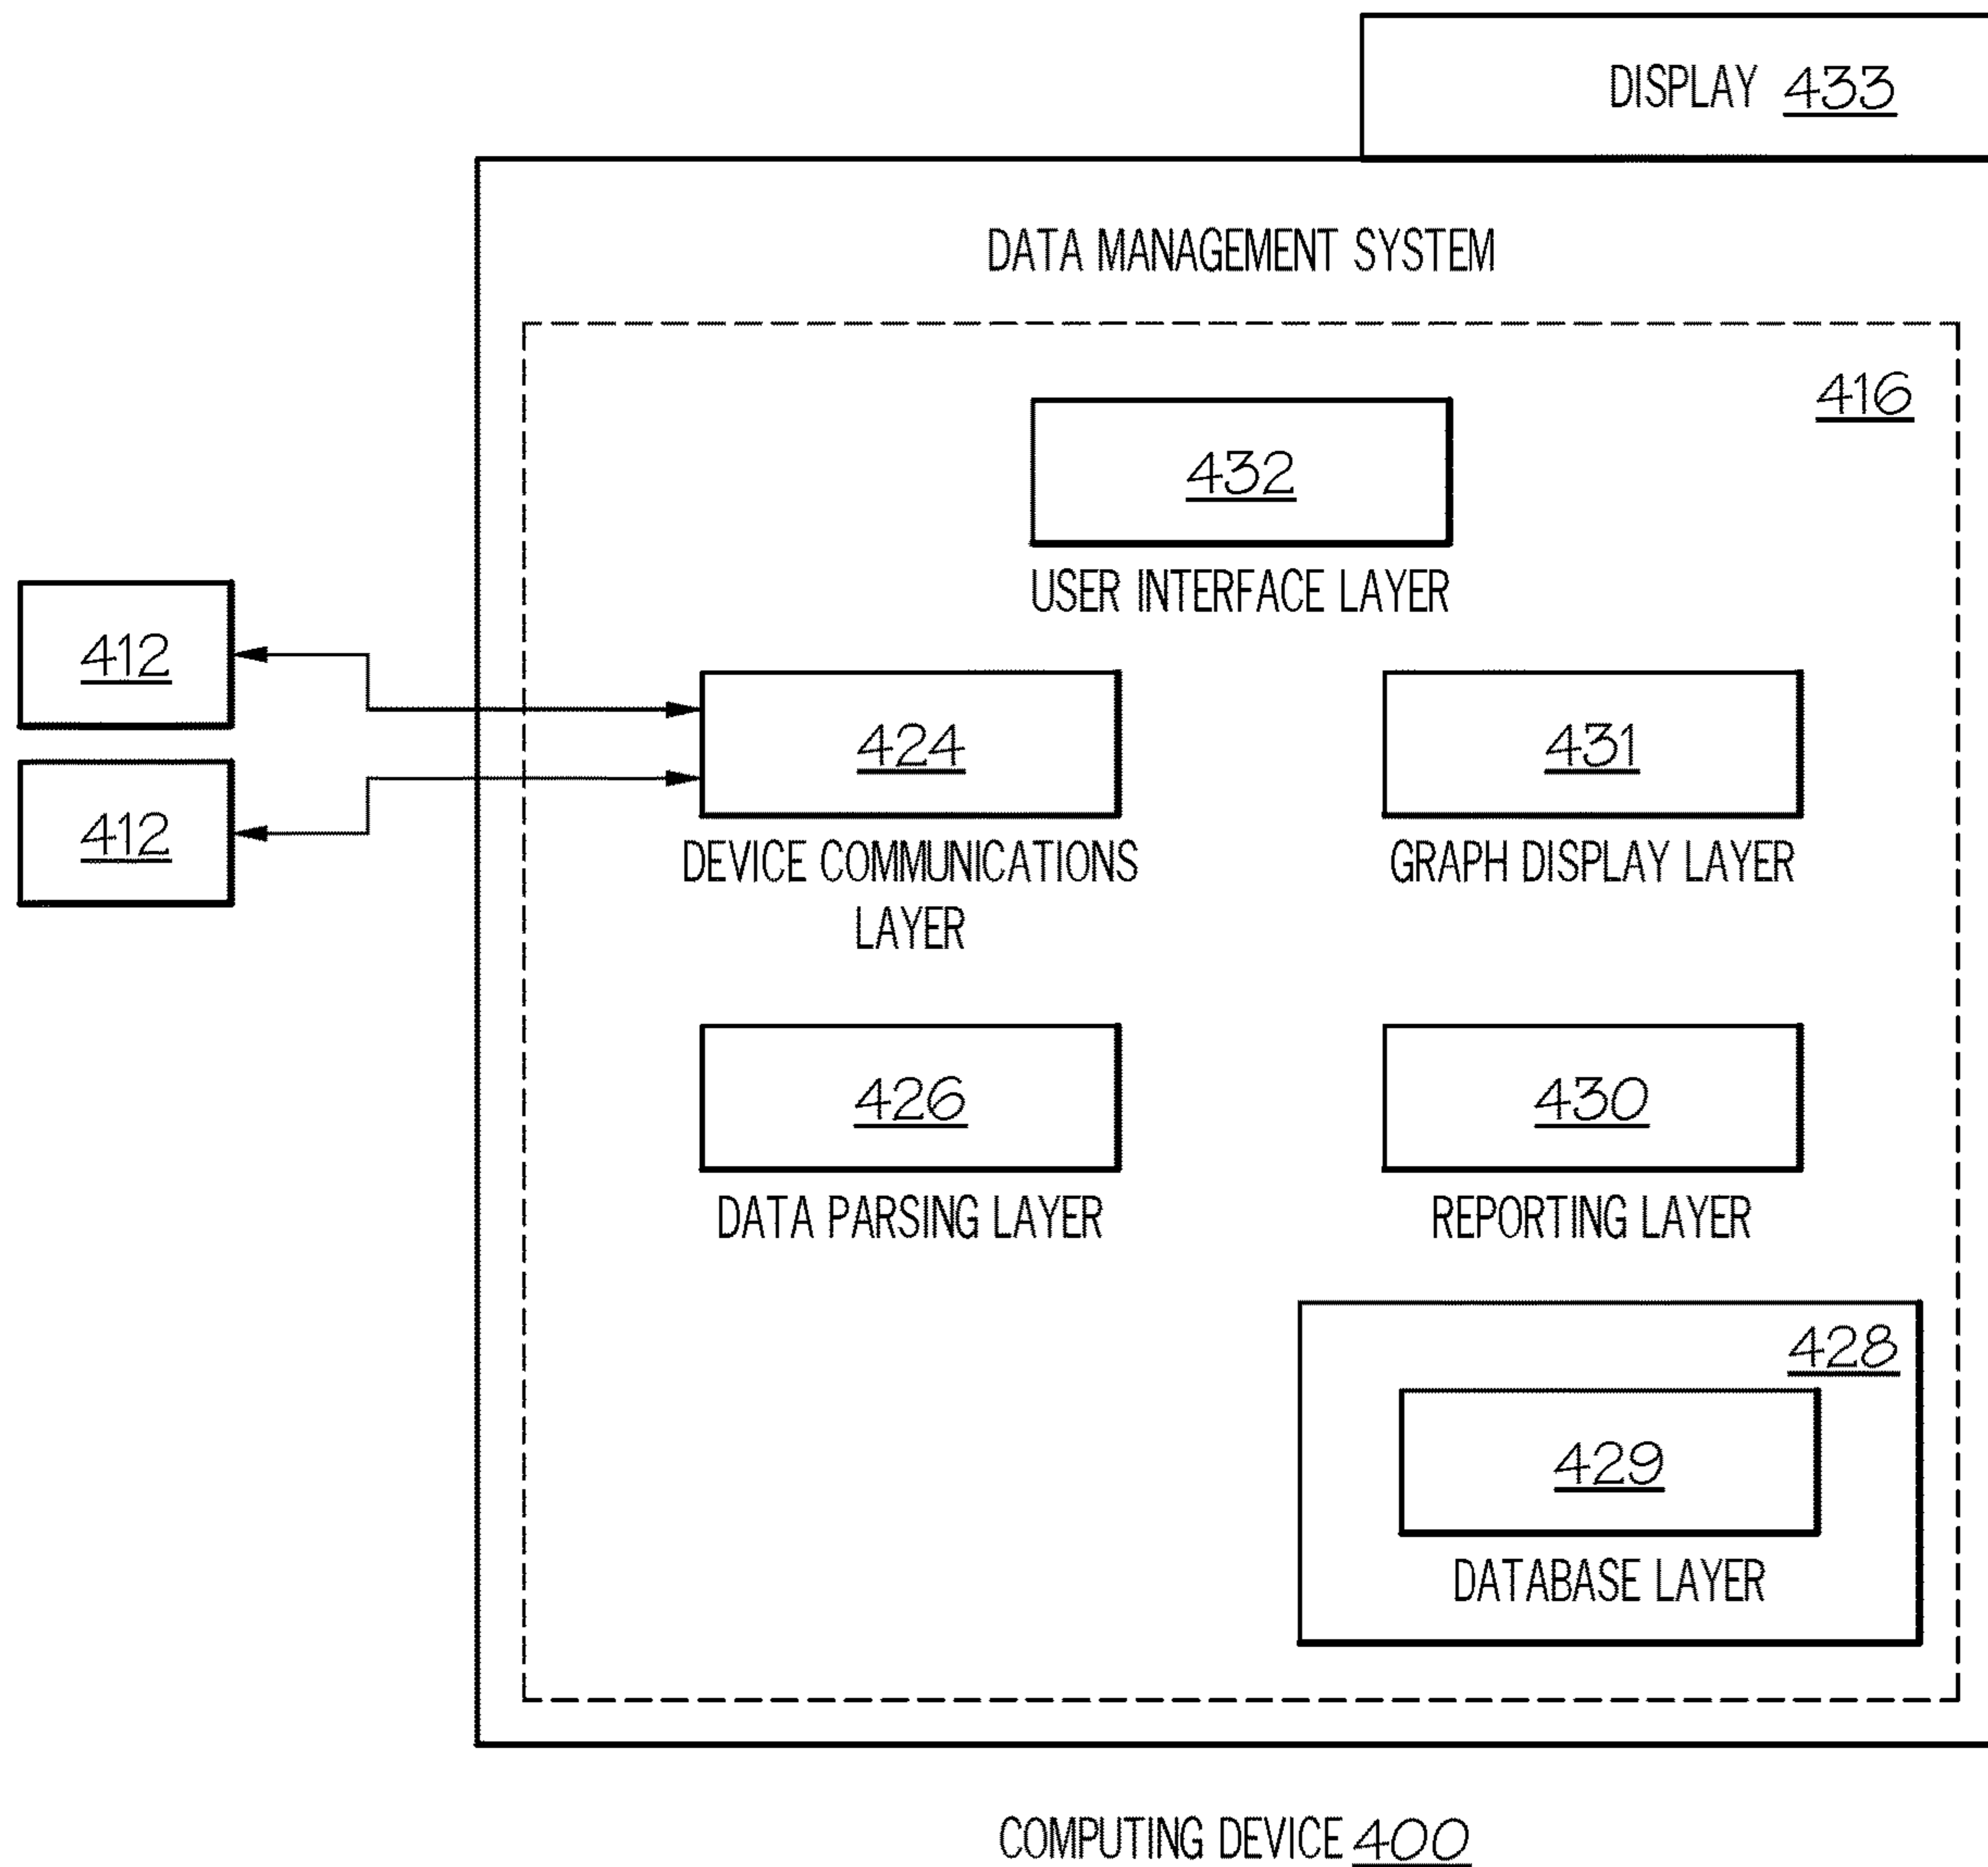 DISPLAY 433
DATA MANAGEMENT SYSTEM
416
432
USER INTERFACE LAYER
412
412
424
DEVICE COMMUNICATIONS
LAYER
431
GRAPH DISPLAY LAYER
426
DATA PARSING LAYER
430
REPORTING LAYER
428
429
DATABASE LAYER
COMPUTING DEVICE 400